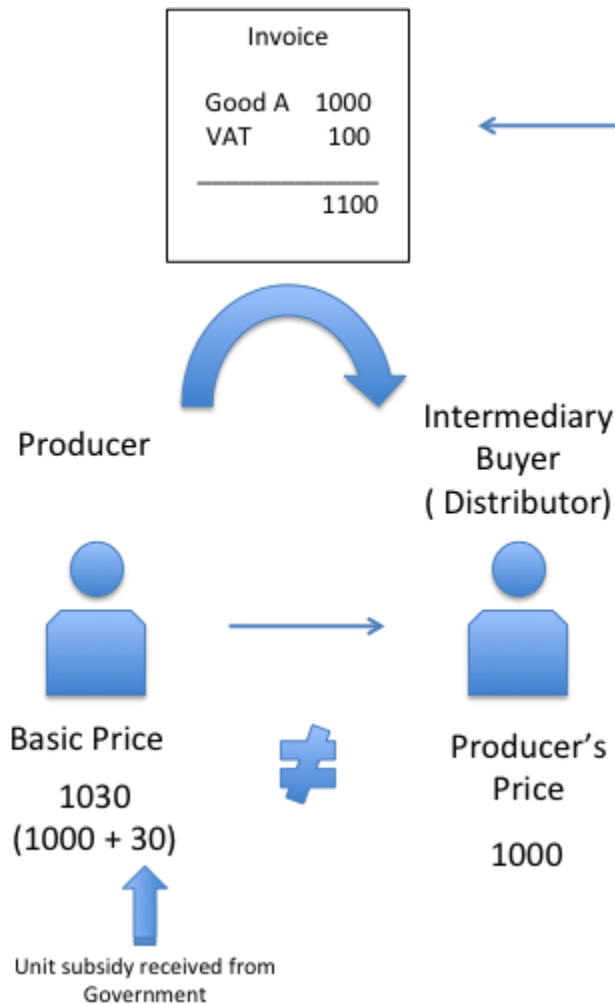 Invoice
Good A 1000
VAT 100
1100
Producer
Intermediary
Buyer
( Distributor)
Basic Price
1030
(1000 + 30)
≠
Producer's
Price
1000
Unit subsidy received from
Government